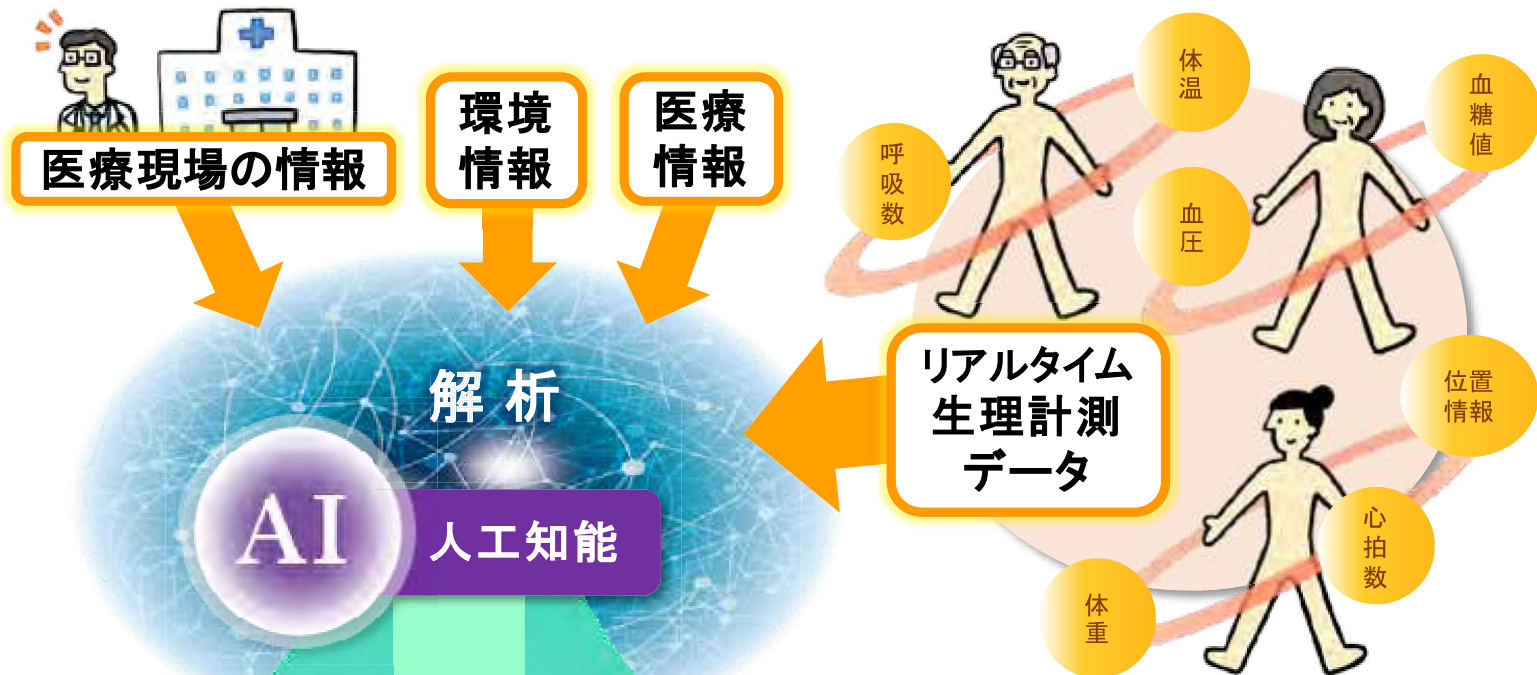 医療現場の情報
環境
情報
医療
情報
解析
AI
人工知能
リアルタイム
生理計測
データ
体温
血糖値
呼吸数
血圧
位置
情報
心拍数
体重